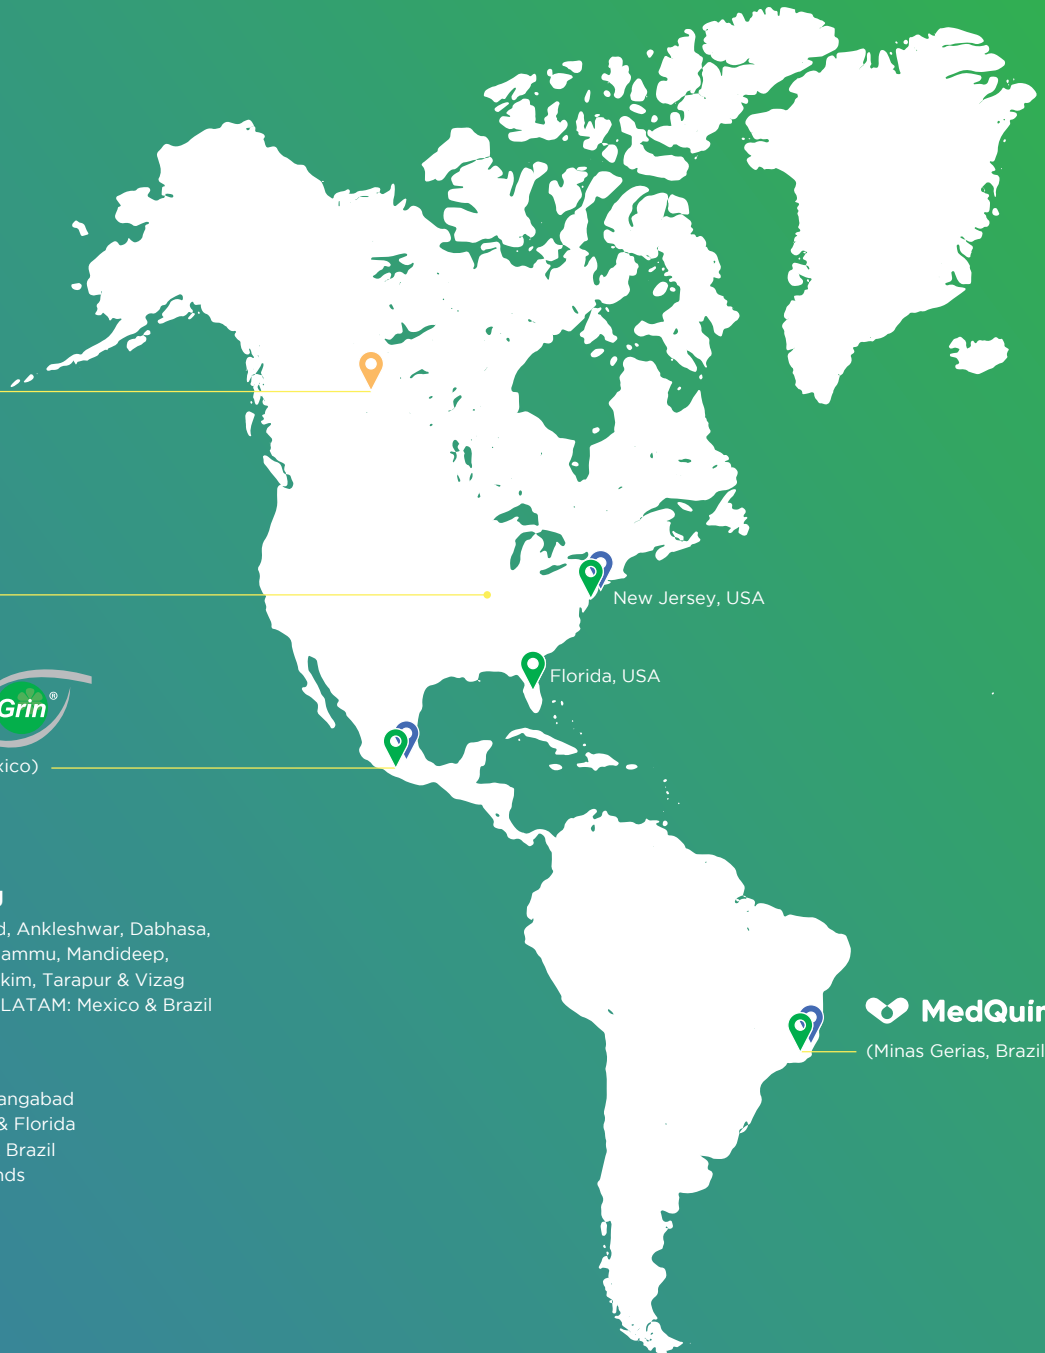 New Jersey, USA
Florida, USA
Grin®
xico)
g
d, Ankleshwar, Dabhasa,
ammu, Mandideep,
kim, Tarapur & Vizag
LATAM: Mexico & Brazil
MedQuim
(Minas Gerias, Brazil
angabad
& Florida
Brazil
nds